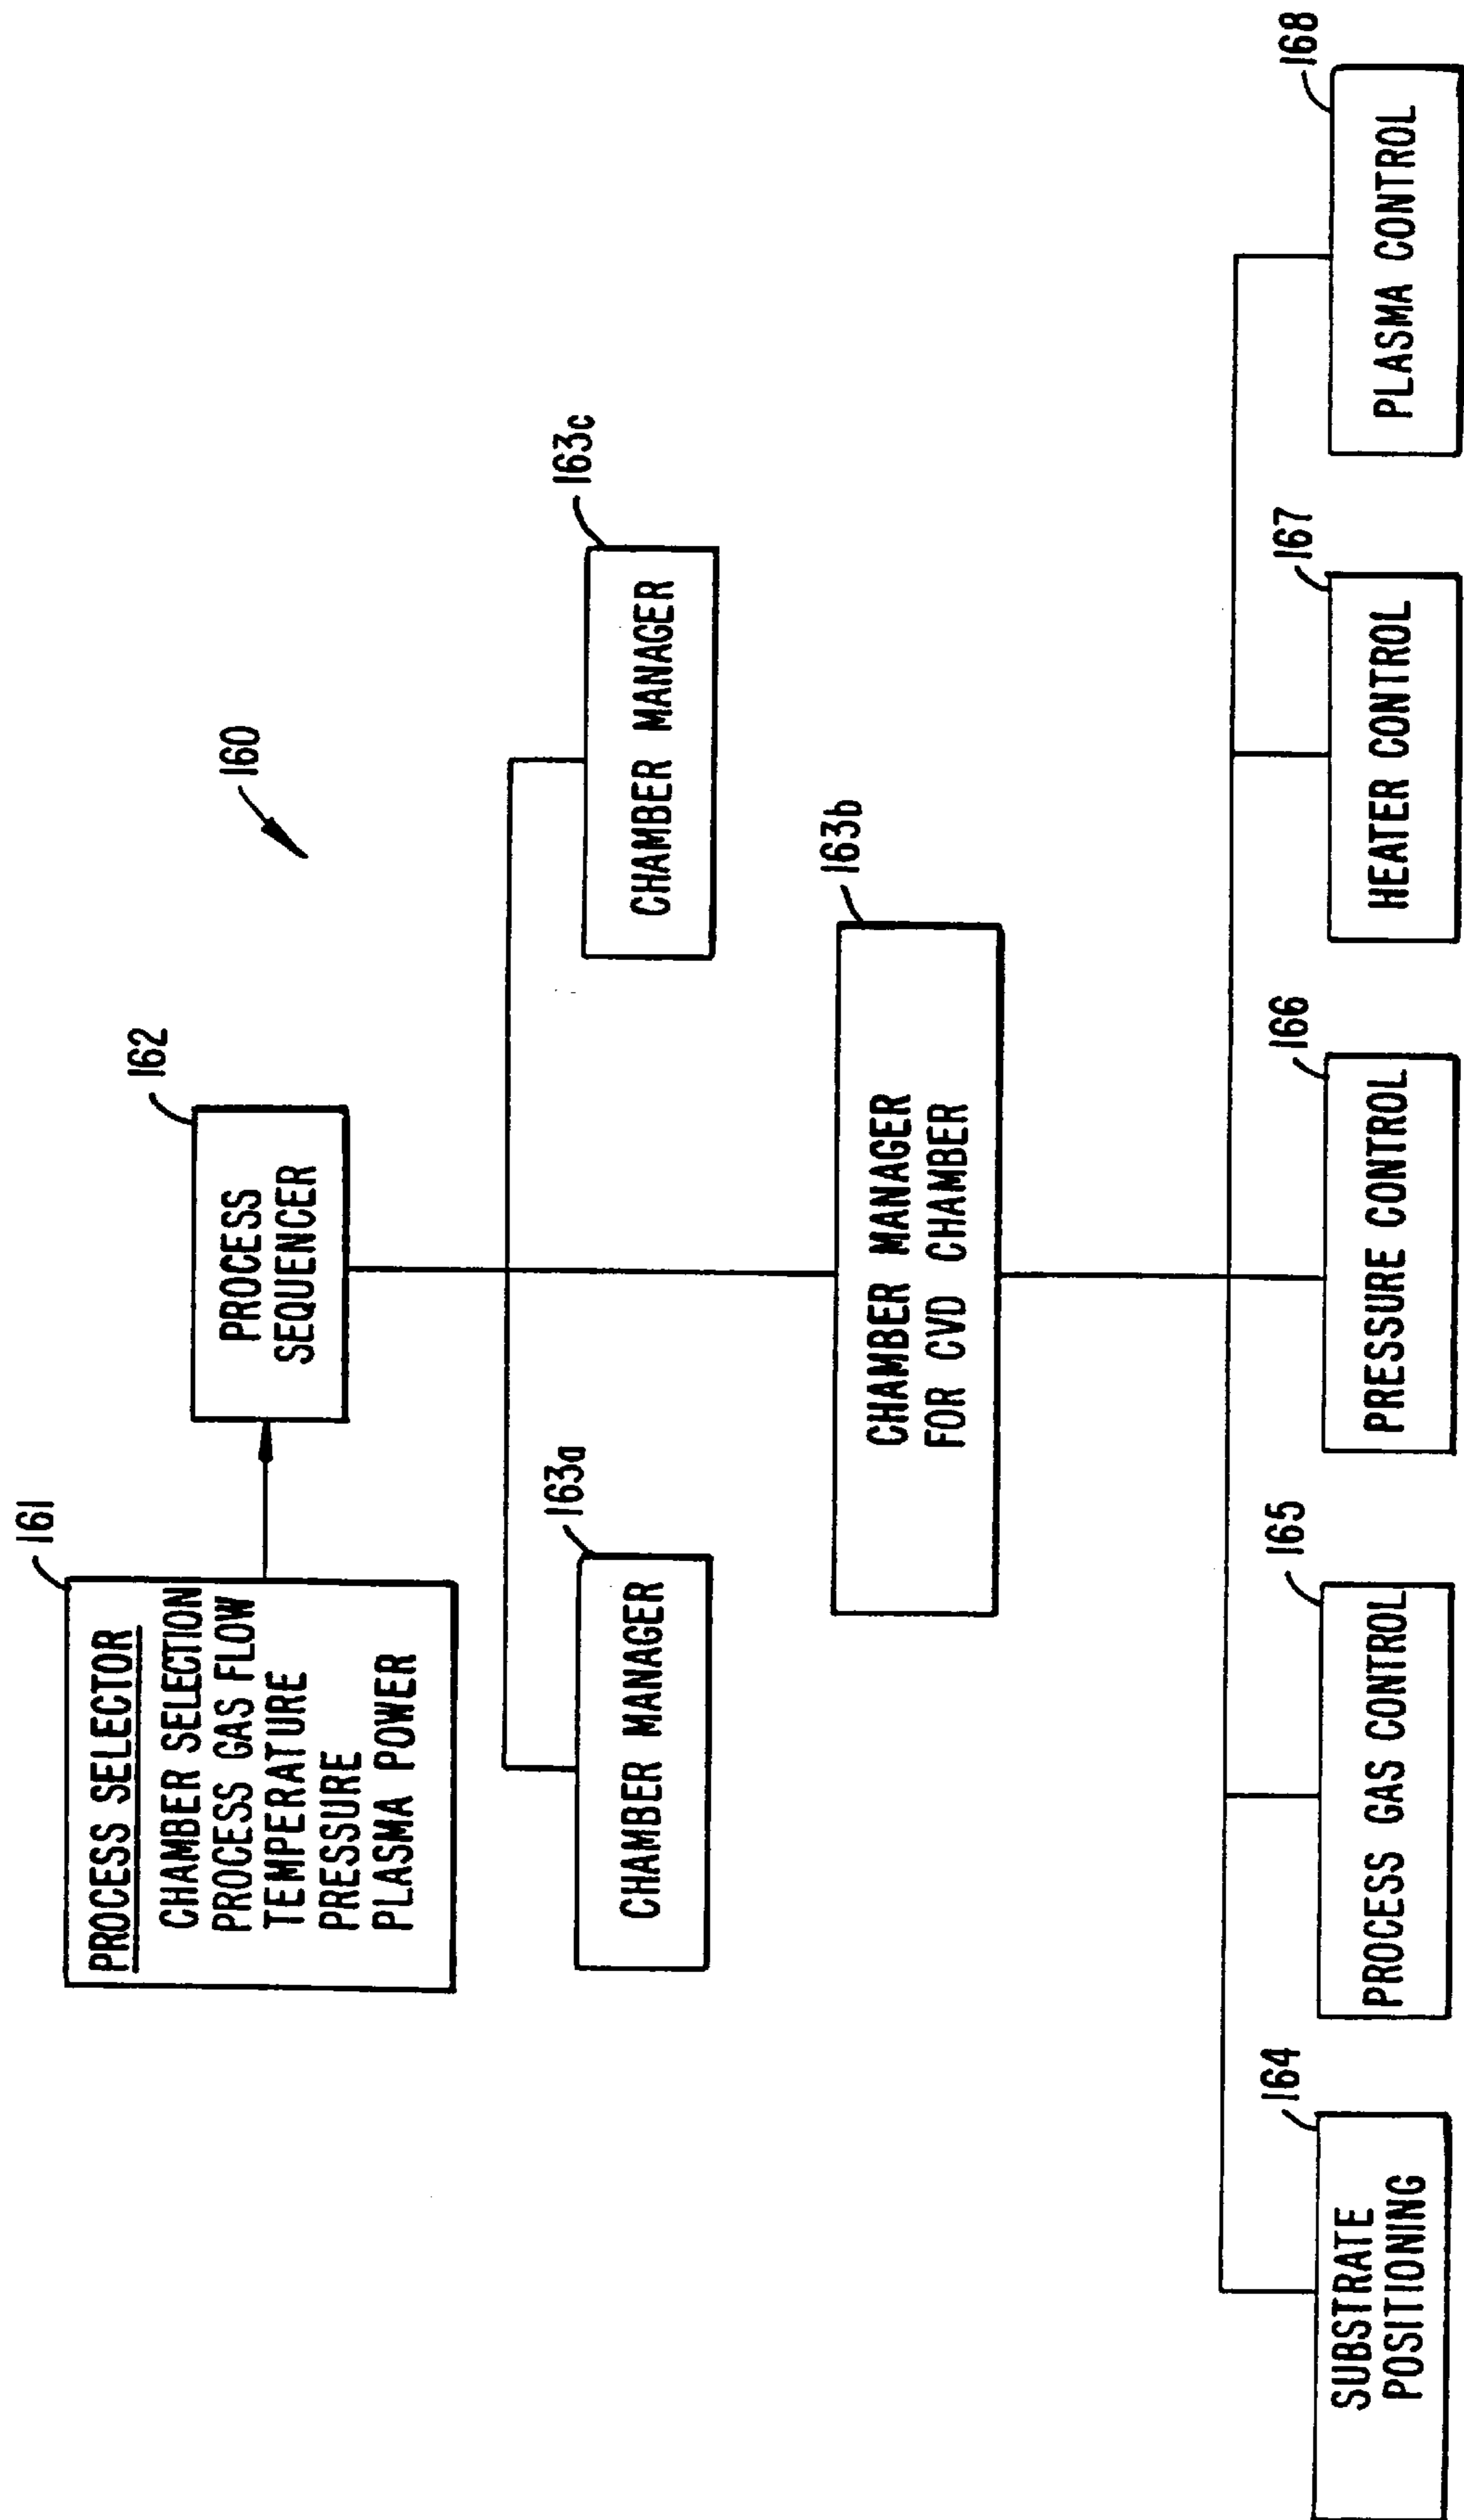 161
PROCESS SELECTOR
CHAMBER SELECTION
PROCESS GAS FLOW
TEMPERATURE
PRESSURE
PLASMA POWER
162
PROCESS
SEQUENCER
160
163a
CHAMBER MANAGER
163c
CHAMBER MANAGER
163b
CHAMBER MANAGER
FOR CVD CHAMBER
164
SUBSTRATE
POSITIONING
165
PROCESS GAS CONTROL
166
PRESSURE CONTROL
167
HEATER CONTROL
168
PLASMA CONTROL